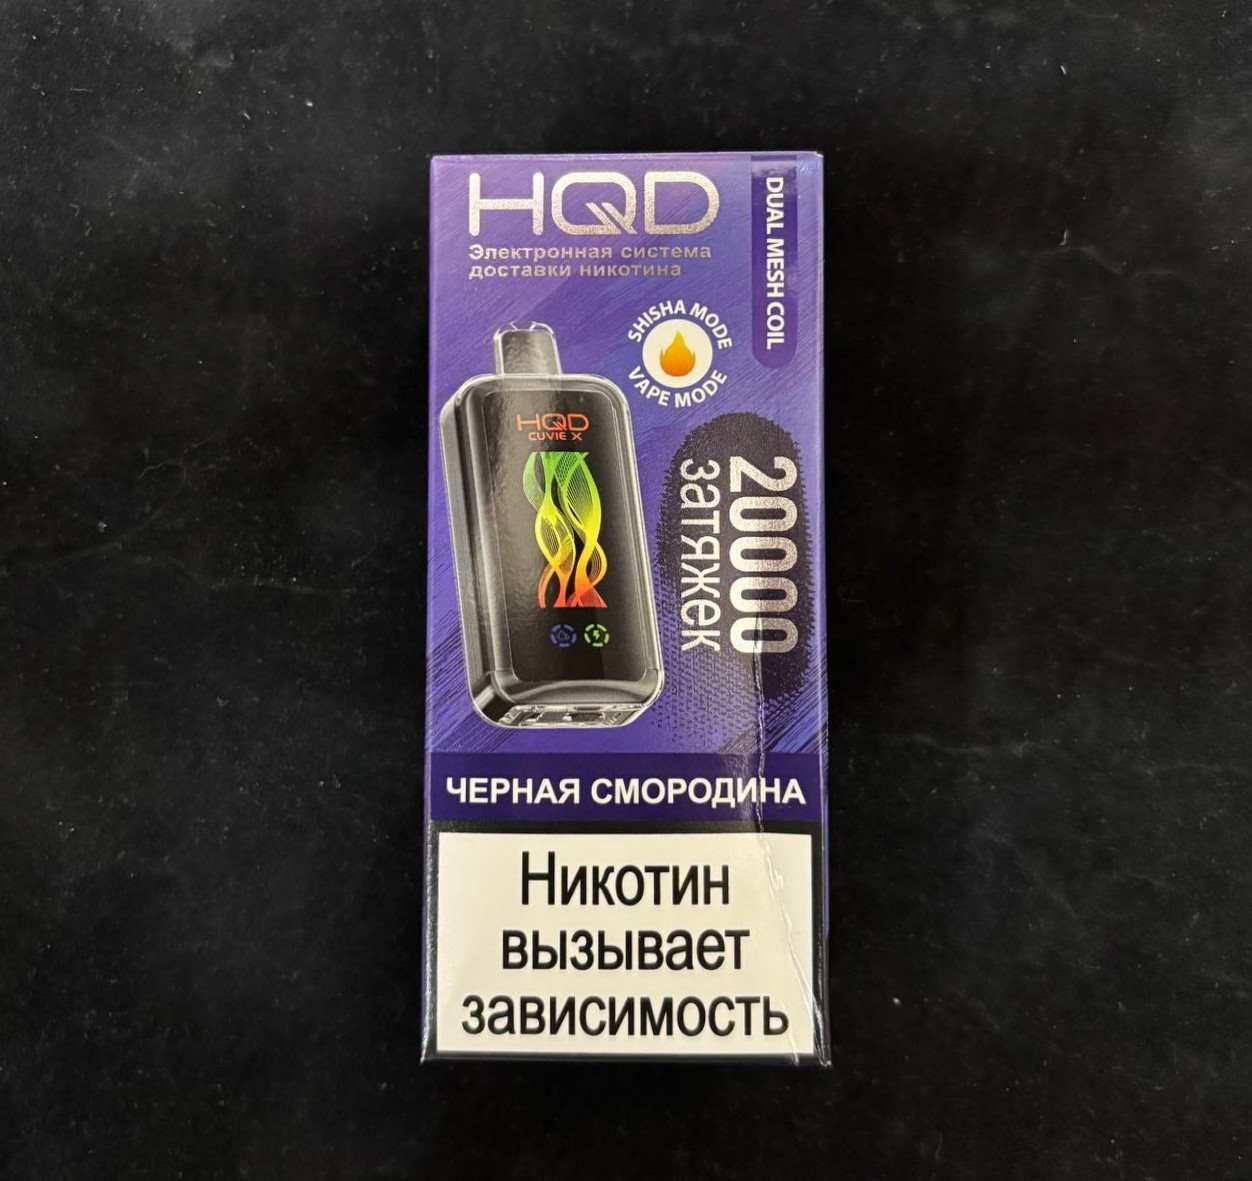 HQD
Электронная система
доставки никотина
DUAL MESH COIL
SHISHA MODE
VAPE MODE
HQD
CUVIE X
20000
затяжек
ЧЕРНАЯ СМОРОДИНА
Никотин
вызывает
зависимость